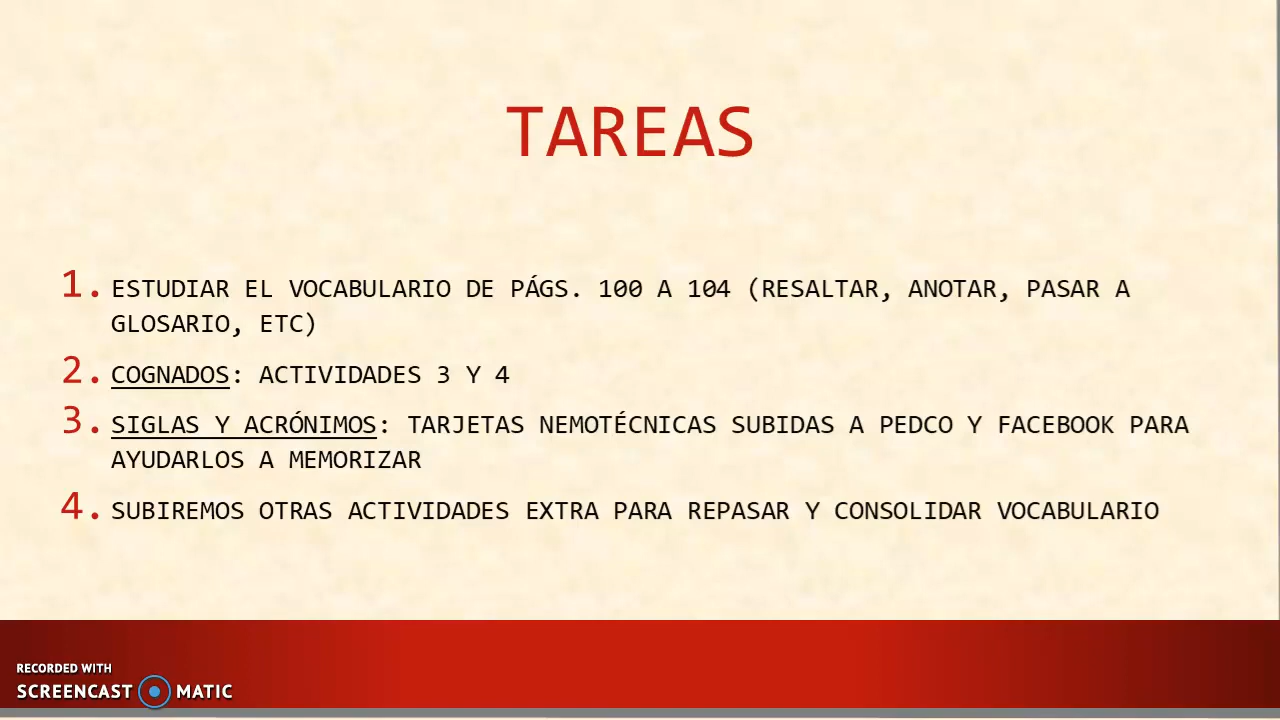 TAREAS
1. ESTUDIAR EL VOCABULARIO DE PÁGS. 100 A 104 (RESALTAR, ANOTAR, PASAR A
GLOSARIO, ETC)
2. COGNADOS: ACTIVIDADES 3 Y 4
3. SIGLAS Y ACRÓNIMOS: TARJETAS NEMOTÉCNICAS SUBIDAS A PEDCO Y FACEBOOK PARA
AYUDARLOS A MEMORIZAR
4. SUBIREMOS OTRAS ACTIVIDADES EXTRA PARA REPASAR Y CONSOLIDAR VOCABULARIO
RECORDED WITH
SCREENCAST MATIC